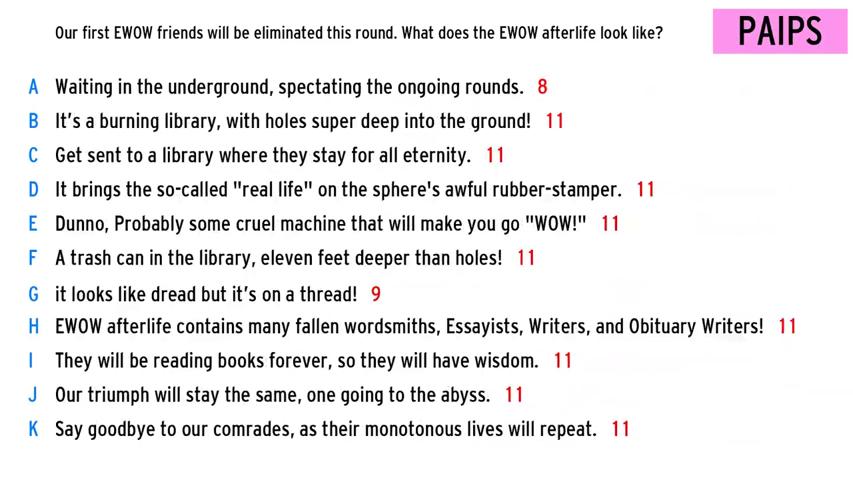 Our first EWOW friends will be eliminated this round. What does the EWOW afterlife look like?
PAIPS
A Waiting in the underground, spectating the ongoing rounds. 8
B It's a burning library, with holes super deep into the ground! 11
C Get sent to a library where they stay for all eternity. 11
D It brings the so-called "real life" on the sphere's awful rubber-stamper. 11
E Dunno, Probably some cruel machine that will make you go "WOW!" 11
F A trash can in the library, eleven feet deeper than holes! 11
G it looks like dread but it's on a thread! 9
H EWOW afterlife contains many fallen wordsmiths, Essayists, Writers, and Obituary Writers! 11
I They will be reading books forever, so they will have wisdom. 11
J Our triumph will stay the same, one going to the abyss. 11
K Say goodbye to our comrades, as their monotonous lives will repeat. 11